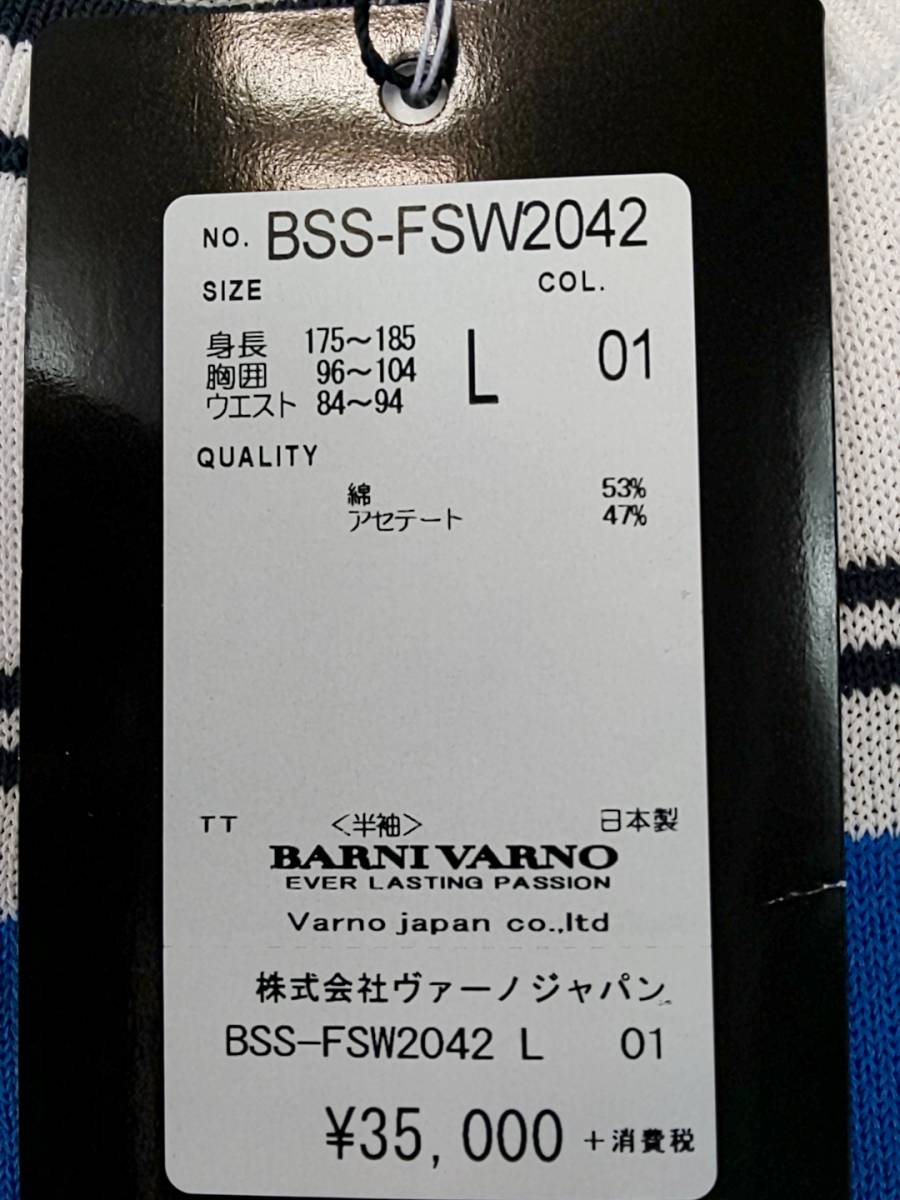 NO. BSS-FSW2042
SIZE COL.
身長 175～185
胸囲 96～104
ウエスト 84～94
L 01
QUALITY
綿 53%
アセテート 47%
TT <半袖> 日本製
BARNI VARNO
EVER LASTING PASSION
Varno japan co.,ltd
株式会社ヴァーノジャパン
BSS-FSW2042 L 01
¥35,000 +消費税